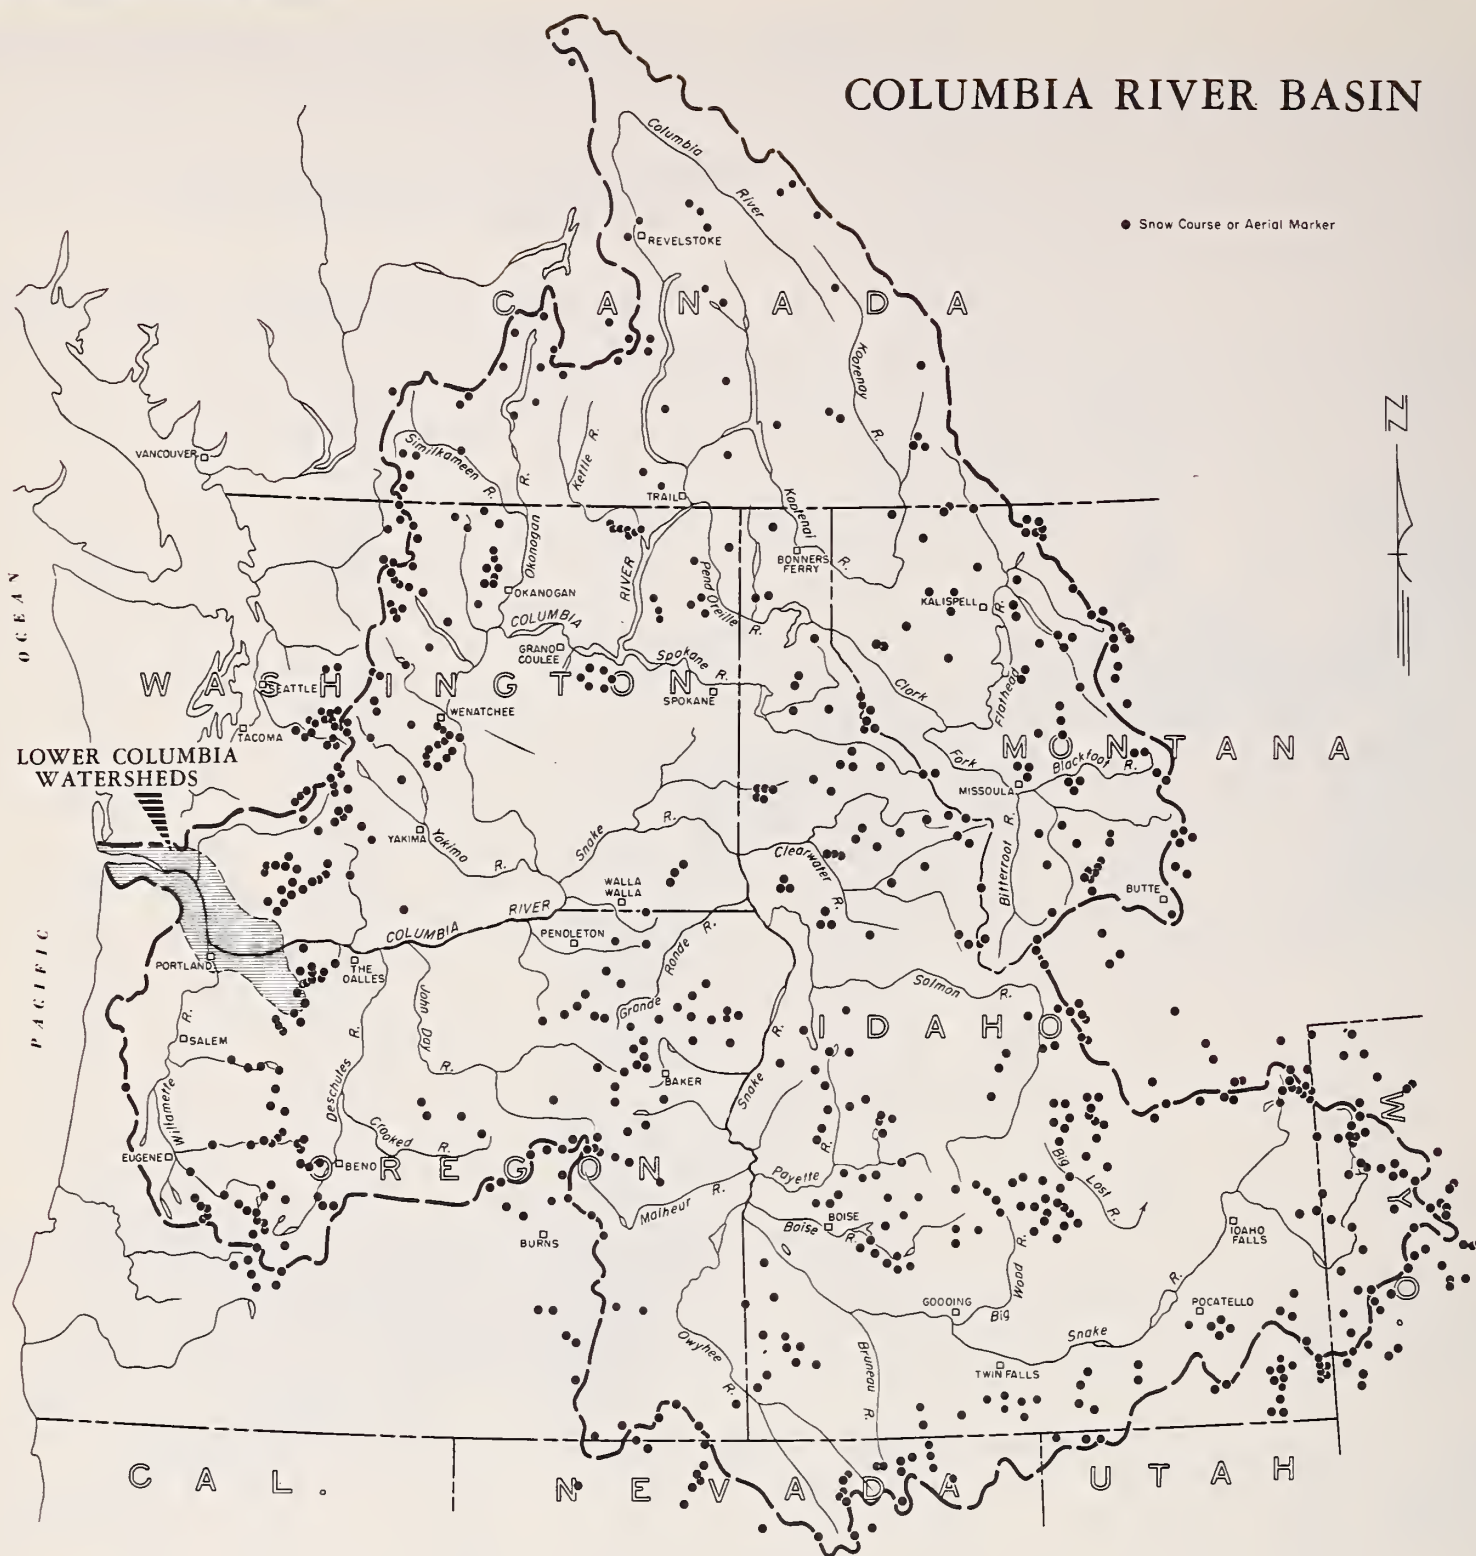 COLUMBIA RIVER BASIN
Snow Course or Aerial Marker
Columbia
River
REVELSTOKE
CANADA
Kootenay
R.
N
VANCOUVER
Similkameen
R.
R.
Kettle R.
TRAIL
Kootenai
R.
Okanogan
OKANOGAN
RIVER
Pend Oreille R.
BONNERS
FERRY
KALISPELL
R.
Flathead
OCEAN
COLUMBIA
GRAND
COULEE
Spokane
R.
SPOKANE
WASHINGTON
SEATTLE
TACOMA
WENATCHEE
Clark
Fork
MONTANA
Blackfoot R.
MISSOULA
LOWER COLUMBIA
WATERSHEDS
YAKIMA
Yakima
R.
Snake
R.
Clearwater
R.
Bitterroot R.
BUTTE
WALLA
WALLA
COLUMBIA
RIVER
PENDLETON
PACIFIC
PORTLAND
THE
DALLES
Grande
Ronde
R.
Salmon
R.
IDAHO
John Day
R.
R.
SALEM
Willamette
Deschutes
R.
Crooked
R.
BAKER
Snake
R.
EUGENE
BEND
OREGON
WYO.
Payette
R.
Big
Lost
R.
Malheur
R.
Boise
R.
BOISE
BURNS
IDAHO
FALLS
Big
Wood
R.
GOODING
POCATELLO
Snake
R.
Owyhee
R.
Bruneau
R.
TWIN FALLS
CAL.
NEVADA
UTAH